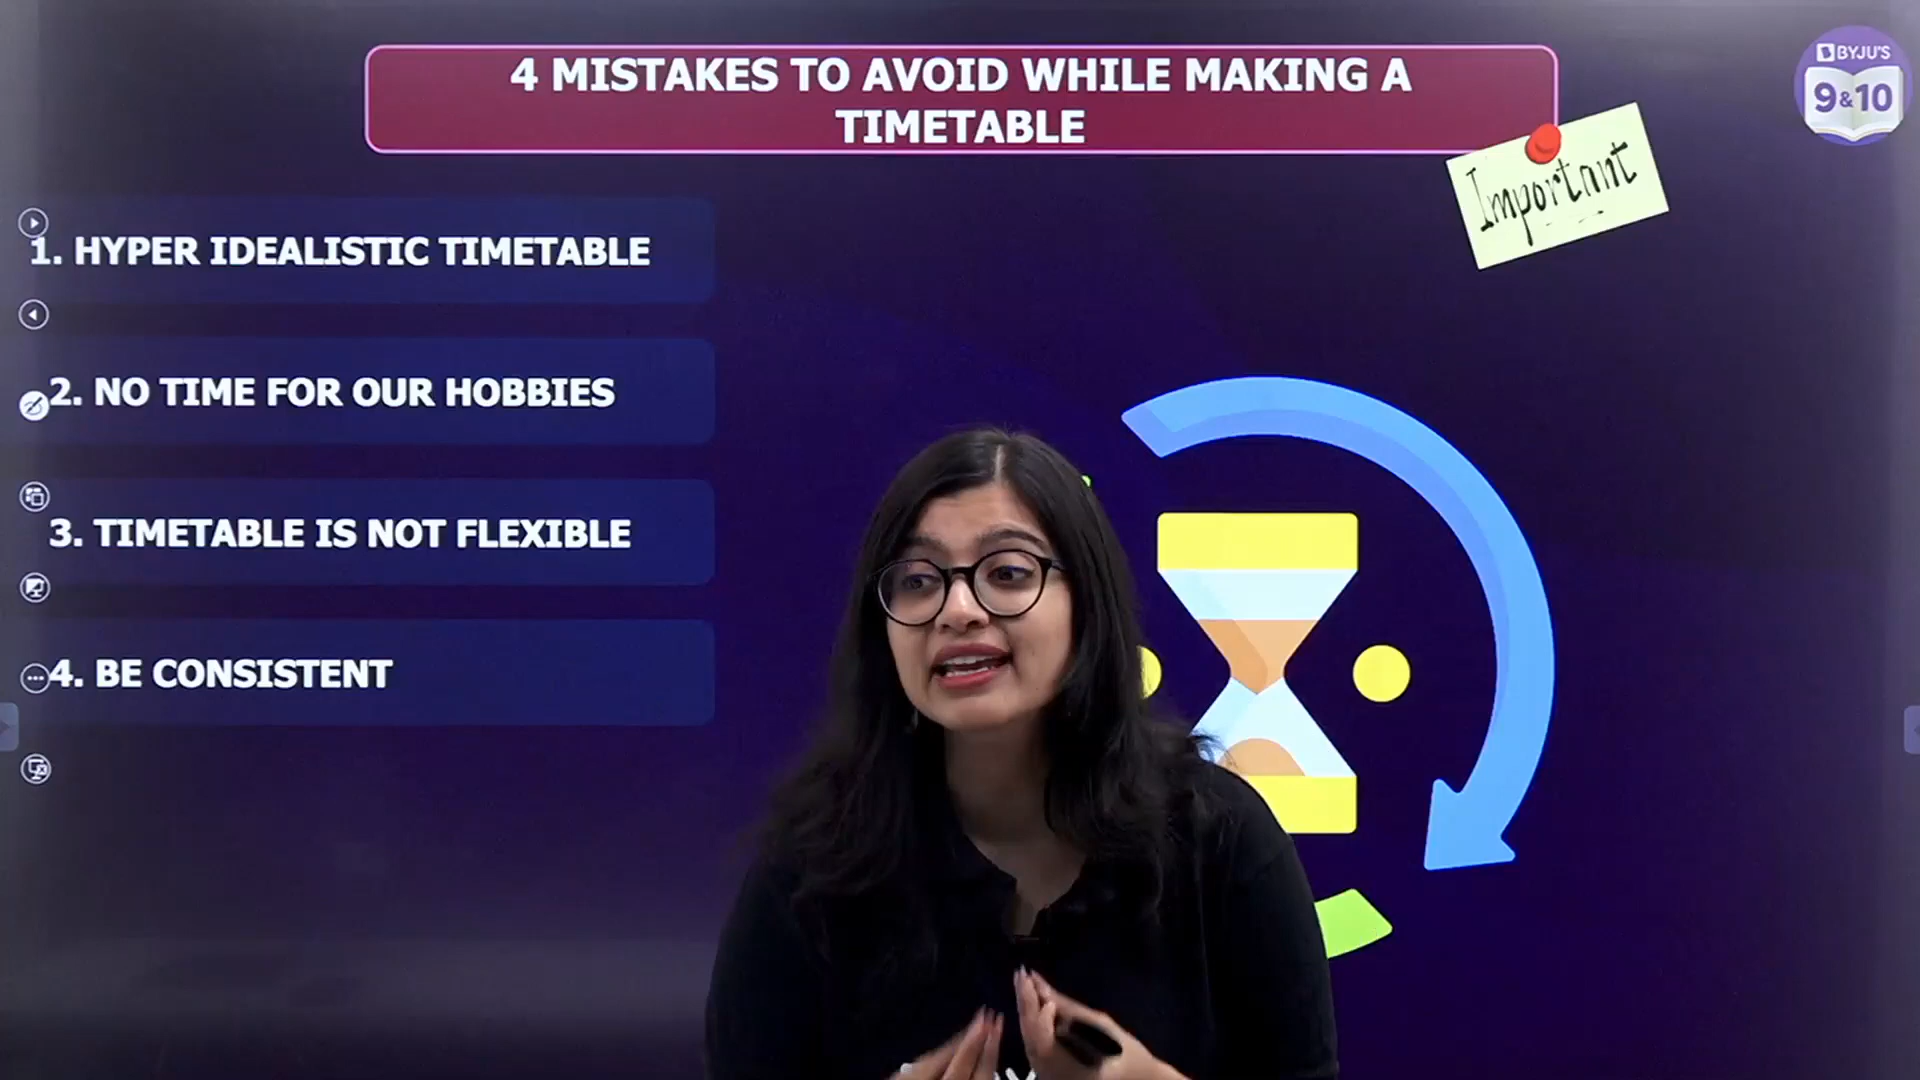 4 MISTAKES TO AVOID WHILE MAKING A
TIMETABLE
BYJU'S
9&10
Important
1. HYPER IDEALISTIC TIMETABLE
2. NO TIME FOR OUR HOBBIES
3. TIMETABLE IS NOT FLEXIBLE
4. BE CONSISTENT